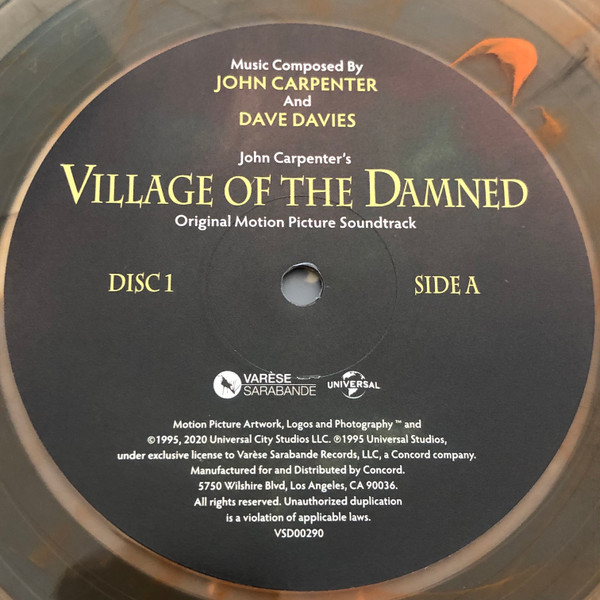 Music Composed By
JOHN CARPENTER
And
DAVE DAVIES
John Carpenter's
VILLAGE OF THE DAMNED
Original Motion Picture Soundtrack
DISC 1
SIDE A
VARÈSE
SARABANDE
UNIVERSAL
Motion Picture Artwork, Logos and Photography ™ and
©1995, 2020 Universal City Studios LLC. ℗1995 Universal Studios,
under exclusive license to Varèse Sarabande Records, LLC, a Concord company.
Manufactured for and Distributed by Concord.
5750 Wilshire Blvd, Los Angeles, CA 90036.
All rights reserved. Unauthorized duplication
is a violation of applicable laws.
VSD00290